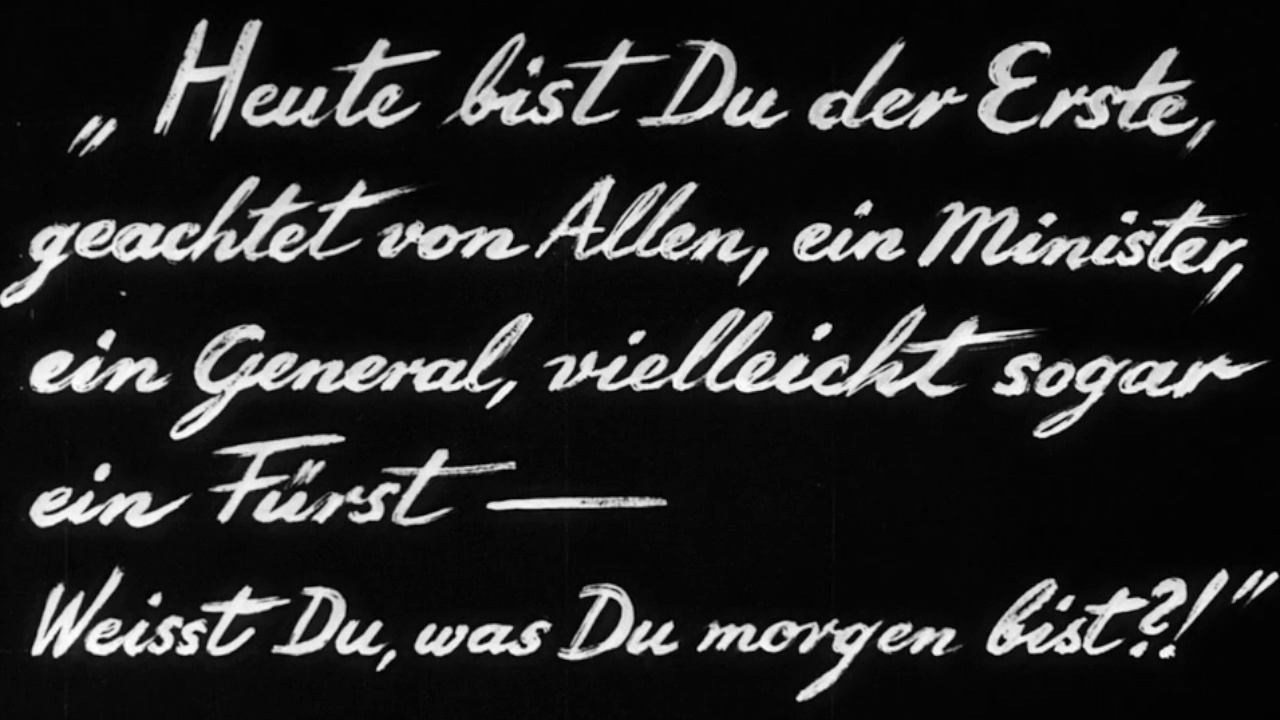 „Heute bist Du der Erste,
geachtet von Allen, ein Minister,
ein General, vielleicht sogar
ein Fürst —
Weisst Du, was Du morgen bist?!"